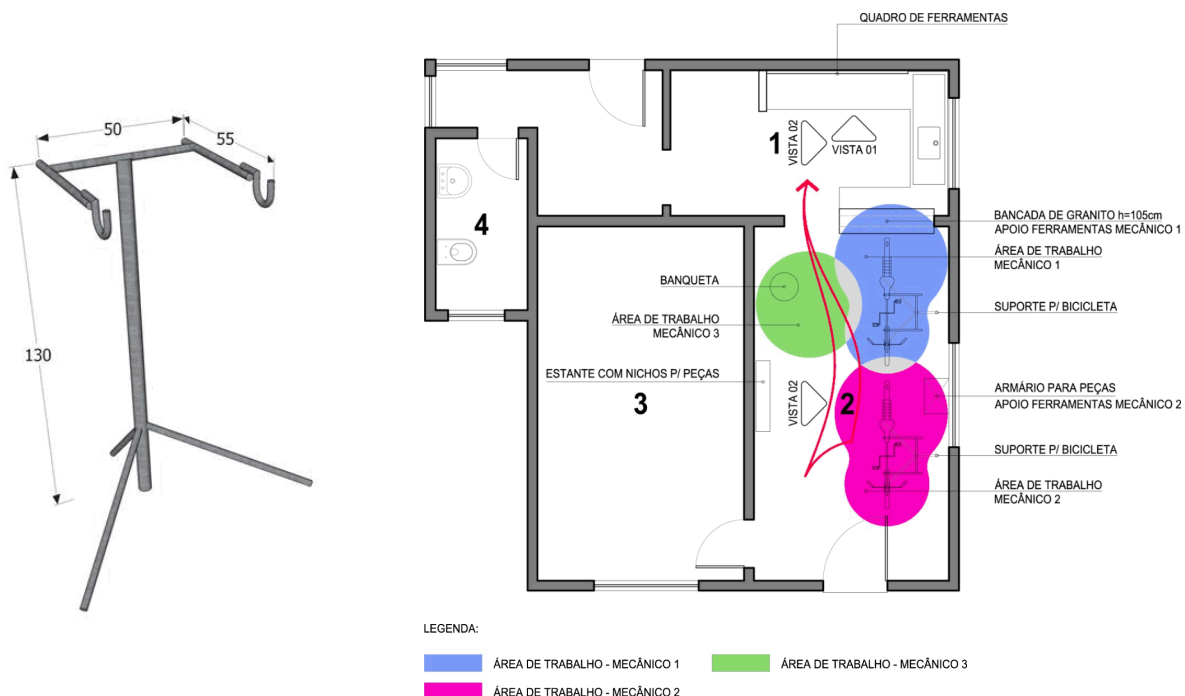 50
55
130
QUADRO DE FERRAMENTAS
1
VISTA 02
VISTA 01
4
BANCADA DE GRANITO h=105cm
APOIO FERRAMENTAS MECÂNICO 1
ÁREA DE TRABALHO
MECÂNICO 1
BANQUETA
SUPORTE P/ BICICLETA
ÁREA DE TRABALHO
MECÂNICO 3
ESTANTE COM NICHOS P/ PEÇAS
3
VISTA 02
2
ARMÁRIO PARA PEÇAS
APOIO FERRAMENTAS MECÂNICO 2
SUPORTE P/ BICICLETA
ÁREA DE TRABALHO
MECÂNICO 2
LEGENDA:
ÁREA DE TRABALHO - MECÂNICO 1
ÁREA DE TRABALHO - MECÂNICO 3
ÁREA DE TRABALHO - MECÂNICO 2